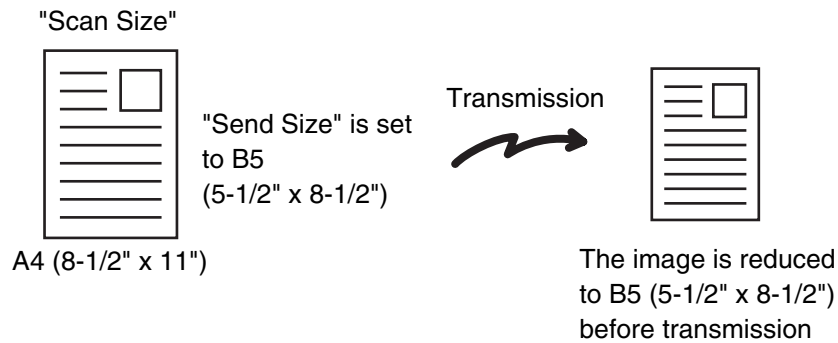 "Scan Size"
A4 (8-1/2" x 11")
"Send Size" is set
to B5
(5-1/2" x 8-1/2")
Transmission
The image is reduced
to B5 (5-1/2" x 8-1/2")
before transmission